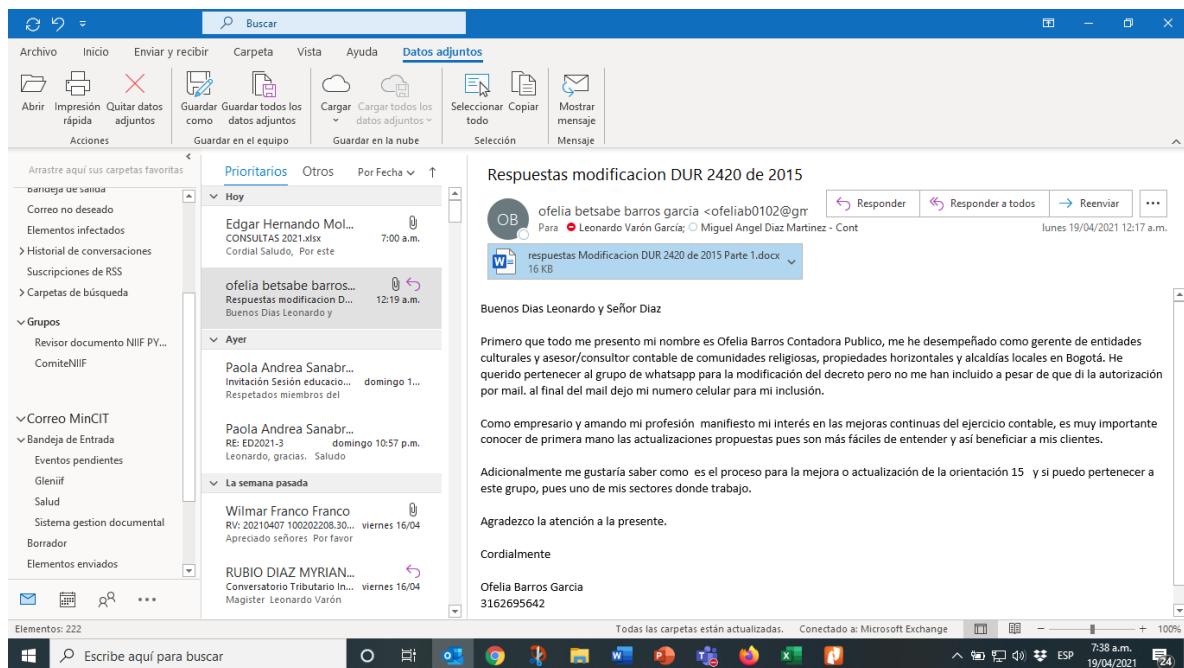 Buscar
Archivo Inicio Enviar y recibir Carpeta Vista Ayuda Datos adjuntos
Abrir
Impresión rápida
Quitar datos adjuntos
Acciones
Guardar como
Guardar todos los datos adjuntos
Guardar en el equipo
Cargar
Cargar todos los datos adjuntos
Guardar en la nube
Seleccionar todo
Copiar
Selección
Mostrar mensaje
Mensaje
Arrastre aquí sus carpetas favoritas
Bandeja de salida
Correo no deseado
Elementos infectados
Historial de conversaciones
Suscripciones de RSS
Carpetas de búsqueda
Grupos
Revisor documento NIIF PY...
ComiteNIIF
Correo MinCIT
Bandeja de Entrada
Eventos pendientes
Gleniif
Salud
Sistema gestion documental
Borrador
Elementos enviados
Prioritarios Otros Por Fecha
Hoy
Edgar Hernando Mol...
CONSULTAS 2021.xlsx 7:00 a.m.
Cordial Saludo, Por este
ofelia betsabe barros...
Respuestas modificacion D... 12:19 a.m.
Buenos Dias Leonardo y
Ayer
Paola Andrea Sanabr...
Invitación Sesión educacio... domingo 1...
Respetados miembros del
Paola Andrea Sanabr...
RE: ED2021-3 domingo 10:57 p.m.
Leonardo, gracias. Saludo
La semana pasada
Wilmar Franco Franco
RV: 20210407 100202208.30... viernes 16/04
Apreciado señores Por favor
RUBIO DIAZ MYRIAN...
Conversatorio Tributario In... viernes 16/04
Magister Leonardo Varón
Respuestas modificacion DUR 2420 de 2015
OB
ofelia betsabe barros garcia <ofeliab0102@gm
Para Leonardo Varón García; Miguel Angel Diaz Martinez - Cont
Responder Responder a todos Reenviar
lunes 19/04/2021 12:17 a.m.
respuestas Modificacion DUR 2420 de 2015 Parte 1.docx
16 KB
Buenos Dias Leonardo y Señor Diaz
Primero que todo me presento mi nombre es Ofelia Barros Contadora Publico, me he desempeñado como gerente de entidades
culturales y asesor/consultor contable de comunidades religiosas, propiedades horizontales y alcaldías locales en Bogotá. He
querido pertenecer al grupo de whatsapp para la modificación del decreto pero no me han incluido a pesar de que di la autorización
por mail. al final del mail dejo mi numero celular para mi inclusión.
Como empresario y amando mi profesión manifiesto mi interés en las mejoras continuas del ejercicio contable, es muy importante
conocer de primera mano las actualizaciones propuestas pues son más fáciles de entender y así beneficiar a mis clientes.
Adicionalmente me gustaría saber como es el proceso para la mejora o actualización de la orientación 15 y si puedo pertenecer a
este grupo, pues uno de mis sectores donde trabajo.
Agradezco la atención a la presente.
Cordialmente
Ofelia Barros Garcia
3162695642
Elementos: 222
Todas las carpetas están actualizadas. Conectado a: Microsoft Exchange
100%
Escribe aquí para buscar
ESP
7:38 a.m.
19/04/2021
24